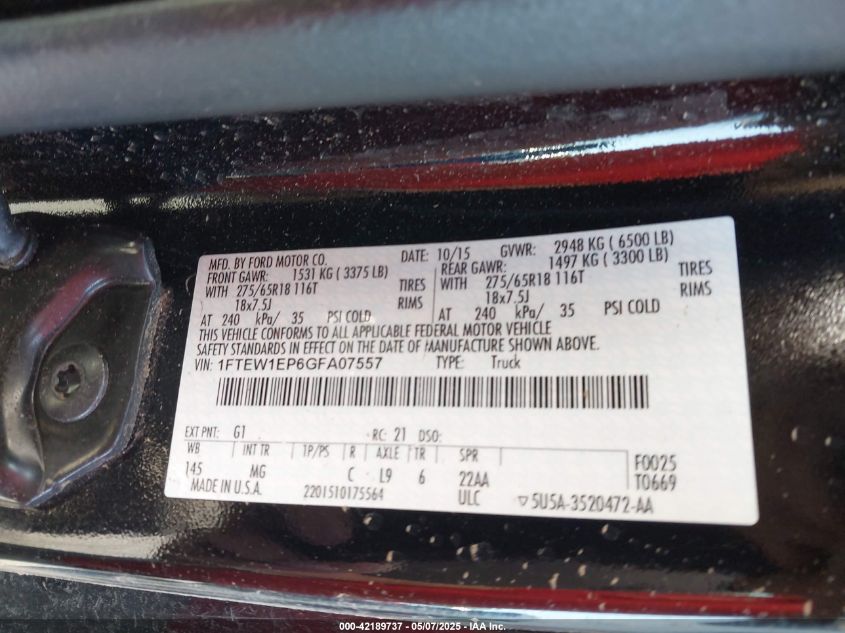 MFD. BY FORD MOTOR CO. DATE: 10/15 GVWR: 2948 KG ( 6500 LB)
FRONT GAWR: 1531 KG ( 3375 LB) REAR GAWR: 1497 KG ( 3300 LB)
WITH 275/65R18 116T TIRES WITH 275/65R18 116T TIRES
18x7.5J RIMS 18x7.5J RIMS
AT 240 kPa/ 35 PSI COLD AT 240 kPa/ 35 PSI COLD
THIS VEHICLE CONFORMS TO ALL APPLICABLE FEDERAL MOTOR VEHICLE
SAFETY STANDARDS IN EFFECT ON THE DATE OF MANUFACTURE SHOWN ABOVE.
VIN: 1FTEW1EP6GFA07557 TYPE: Truck
EXT PNT: G1 RC: 21 DSO:
WB INT TR TP/PS R AXLE TR SPR
145 MG C L9 6 22AA
F0025
T0669
MADE IN U.S.A. 2201510175564 ULC ▽5U5A-3520472-AA
000-42189737 - 05/07/2025 - IAA Inc.